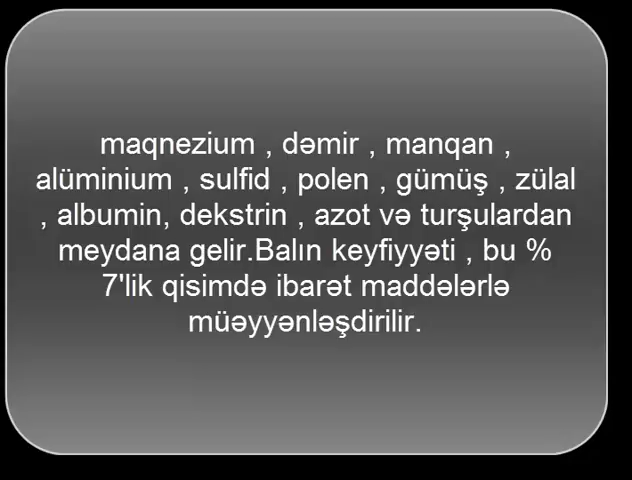 maqnezium , dəmir , manqan ,
alüminium , sulfid , polen , gümüş , zülal
, albumin, dekstrin , azot və turşulardan
meydana gelir.Balın keyfiyyəti , bu %
7'lik qisimdə ibarət maddələrlə
müəyyənləşdirilir.